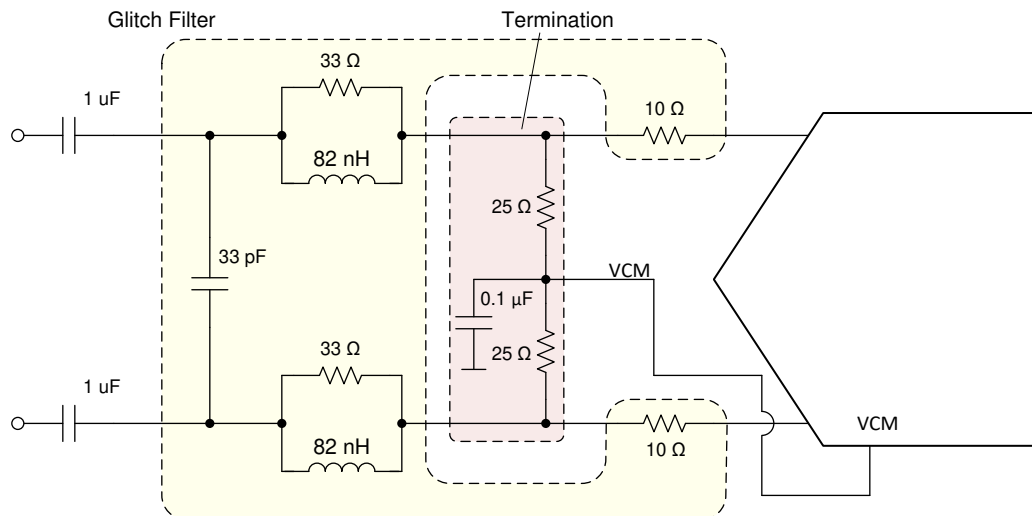 Glitch Filter
Termination
33 Ω
1 uF
10 Ω
82 nH
25 Ω
33 pF
VCM
0.1 µF
33 Ω
25 Ω
1 uF
VCM
82 nH
10 Ω